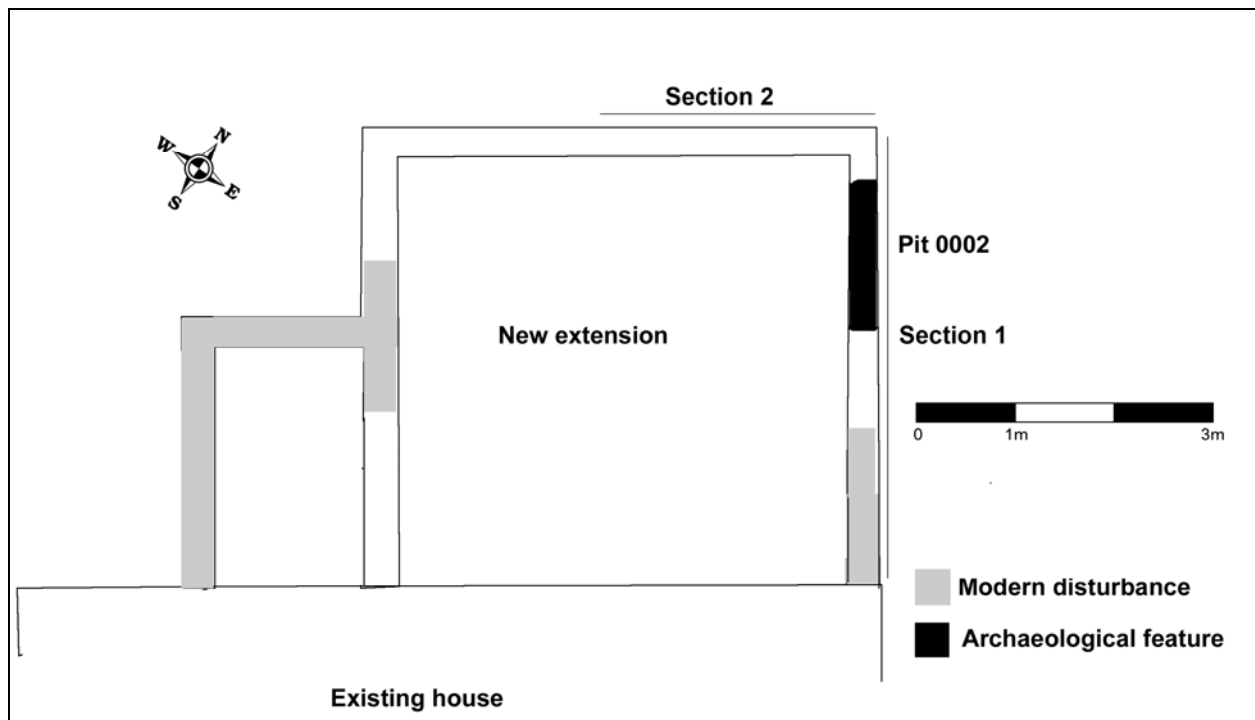 Section 2
N
W
E
S
Pit 0002
New extension
Section 1
0 1m 3m
Modern disturbance
Archaeological feature
Existing house